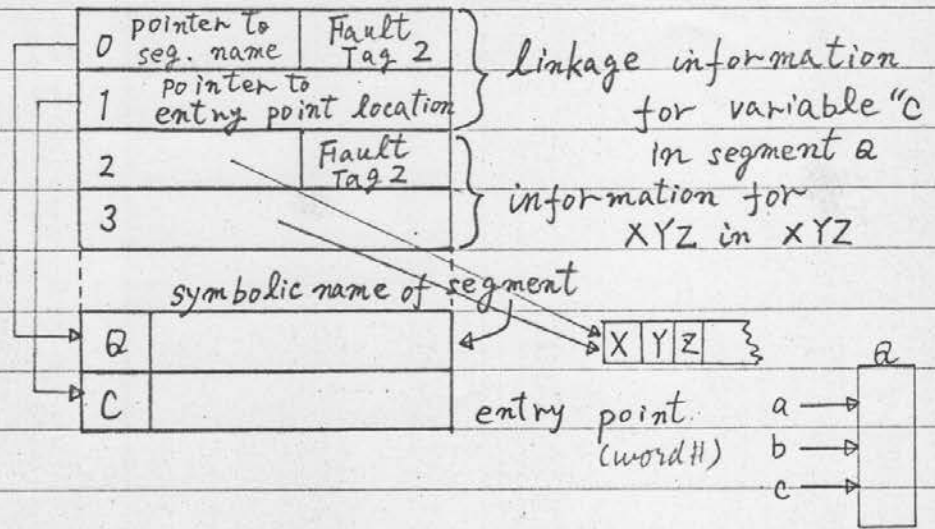 0 pointer to seg. name Fault Tag 2
1 pointer to entry point location
linkage information
for variable "C
in segment Q
2 Fault Tag 2
3
information for
XYZ in XYZ
symbolic name of segment
Q
C
X Y Z
entry point
(word#)
Q
a
b
c